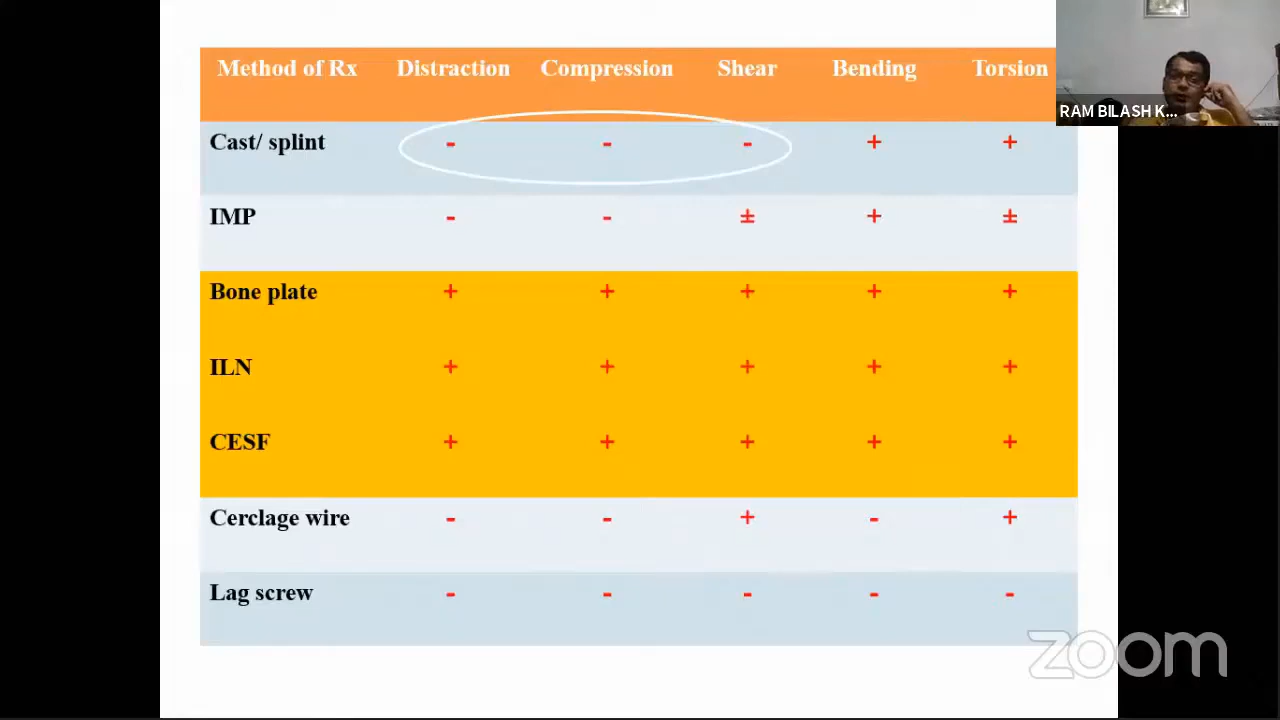 Method of Rx Distraction Compression Shear Bending Torsion
RAM BILASH K...
Cast/ splint - - - + +
IMP - - ± + ±
Bone plate + + + + +
ILN + + + + +
CESF + + + + +
Cerclage wire - - + - +
Lag screw - - - - -
zoom